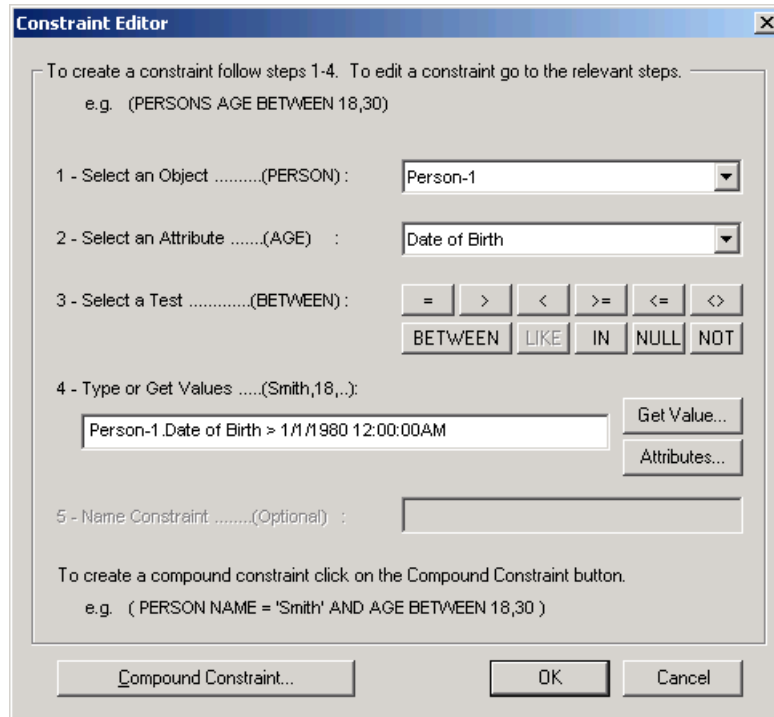 Constraint Editor
To create a constraint follow steps 1-4. To edit a constraint go to the relevant steps.
e.g. (PERSONS AGE BETWEEN 18,30)
1 - Select an Object ..........(PERSON) : Person-1
2 - Select an Attribute .......(AGE) : Date of Birth
3 - Select a Test .............(BETWEEN) : = > < >= <= <>
BETWEEN LIKE IN NULL NOT
4 - Type or Get Values .....(Smith,18,..):
Person-1.Date of Birth > 1/1/1980 12:00:00AM
Get Value...
Attributes...
5 - Name Constraint ........(Optional) :
To create a compound constraint click on the Compound Constraint button.
e.g. ( PERSON NAME = 'Smith' AND AGE BETWEEN 18,30 )
Compound Constraint... OK Cancel